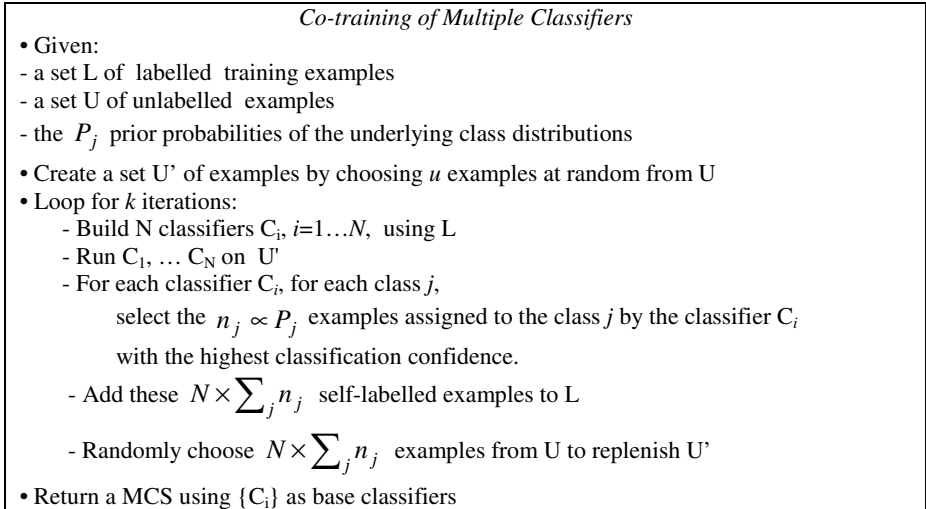 Co-training of Multiple Classifiers
• Given:
- a set L of labelled training examples
- a set U of unlabelled examples
- the P_j prior probabilities of the underlying class distributions
• Create a set U’ of examples by choosing u examples at random from U
• Loop for k iterations:
- Build N classifiers C_i, i=1…N, using L
- Run C_1, … C_N on U'
- For each classifier C_i, for each class j,
select the n_j ∝ P_j examples assigned to the class j by the classifier C_i
with the highest classification confidence.
- Add these N × ∑_j n_j self-labelled examples to L
- Randomly choose N × ∑_j n_j examples from U to replenish U’
• Return a MCS using {C_i} as base classifiers